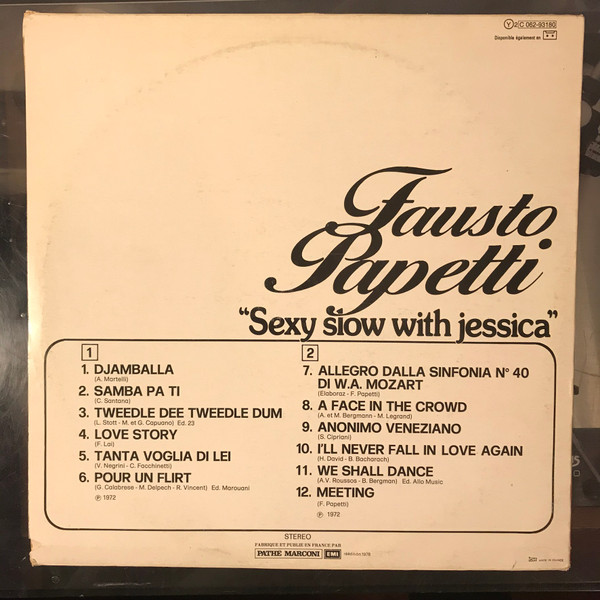 Y 2 C 062-93180
Disponible également en
Fausto
Papetti
"Sexy slow with jessica"
1
1. DJAMBALLA
(A. Martelli)
2. SAMBA PA TI
(C. Santana)
3. TWEEDLE DEE TWEEDLE DUM
(L. Stott - M. et G. Capuano) Ed. 23
4. LOVE STORY
(F. Lai)
5. TANTA VOGLIA DI LEI
(V. Negrini - C. Facchinetti)
6. POUR UN FLIRT
(G. Calabrese - M. Delpech - R. Vincent) Ed. Marouani
℗ 1972
2
7. ALLEGRO DALLA SINFONIA N° 40
DI W.A. MOZART
(Elaboraz - F. Papetti)
8. A FACE IN THE CROWD
(A. et M. Bergmann - M. Legrand)
9. ANONIMO VENEZIANO
(S. Cipriani)
10. I'LL NEVER FALL IN LOVE AGAIN
(H. David - B. Bacharach)
11. WE SHALL DANCE
(A.V. Roussos - B. Bergman) Ed. Allo Music
12. MEETING
(F. Papetti)
℗ 1972
STEREO
FABRIQUE ET PUBLIE EN FRANCE PAR
PATHE MARCONI EMI